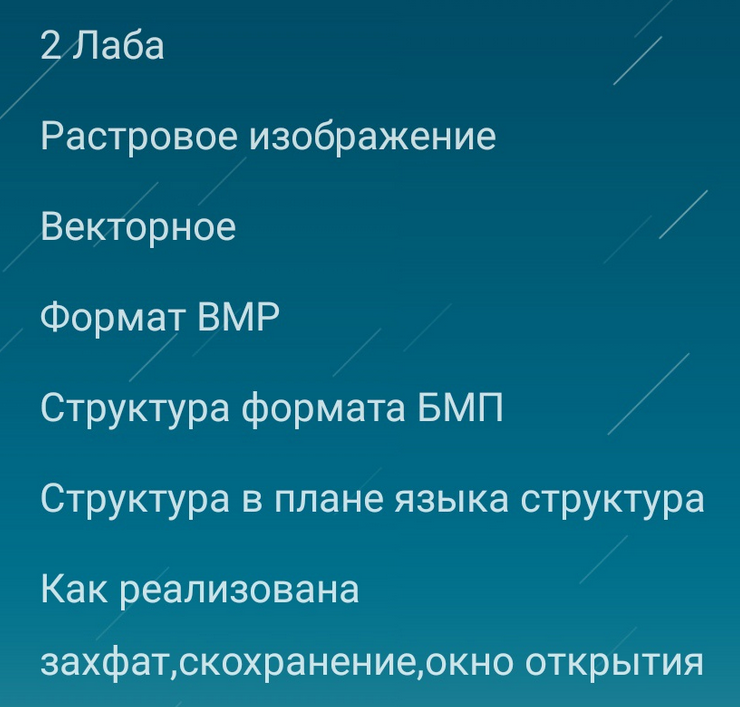 2 Лаба
Растровое изображение
Векторное
Формат ВМР
Структура формата БМП
Структура в плане языка структура
Как реализована
захфат,скохранение,окно открытия